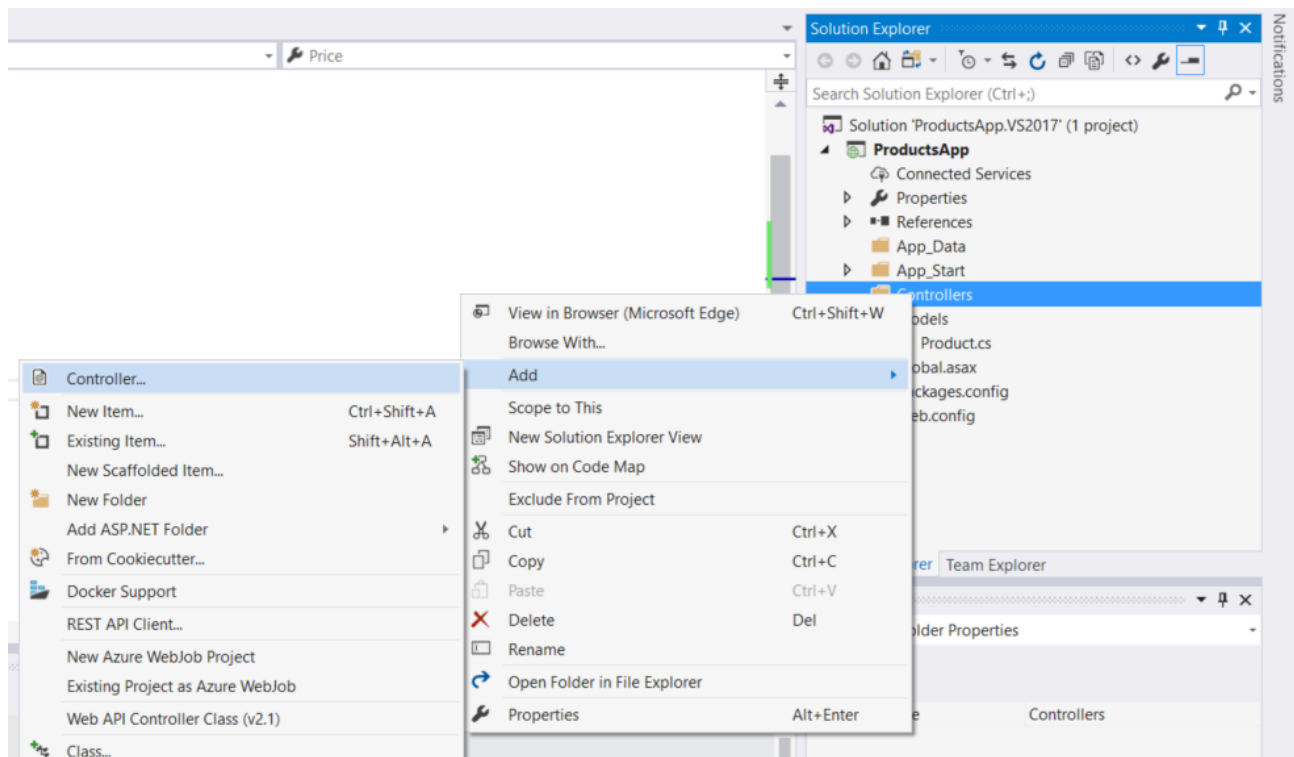 Price
Solution Explorer
Search Solution Explorer (Ctrl+;)
Solution 'ProductsApp.VS2017' (1 project)
ProductsApp
Connected Services
Properties
References
App_Data
App_Start
Controllers
odels
Product.cs
obal.asax
ckages.config
eb.config
rer Team Explorer
older Properties
e Controllers
Notifications
View in Browser (Microsoft Edge) Ctrl+Shift+W
Browse With...
Add
Scope to This
New Solution Explorer View
Show on Code Map
Exclude From Project
Cut Ctrl+X
Copy Ctrl+C
Paste Ctrl+V
Delete Del
Rename
Open Folder in File Explorer
Properties Alt+Enter
Controller...
New Item... Ctrl+Shift+A
Existing Item... Shift+Alt+A
New Scaffolded Item...
New Folder
Add ASP.NET Folder
From Cookiecutter...
Docker Support
REST API Client...
New Azure WebJob Project
Existing Project as Azure WebJob
Web API Controller Class (v2.1)
Class...